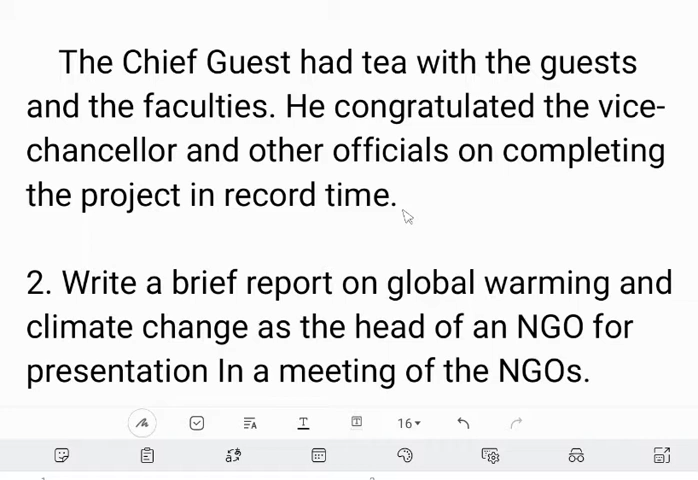 The Chief Guest had tea with the guests
and the faculties. He congratulated the vice-
chancellor and other officials on completing
the project in record time.
2. Write a brief report on global warming and
climate change as the head of an NGO for
presentation In a meeting of the NGOs.
16